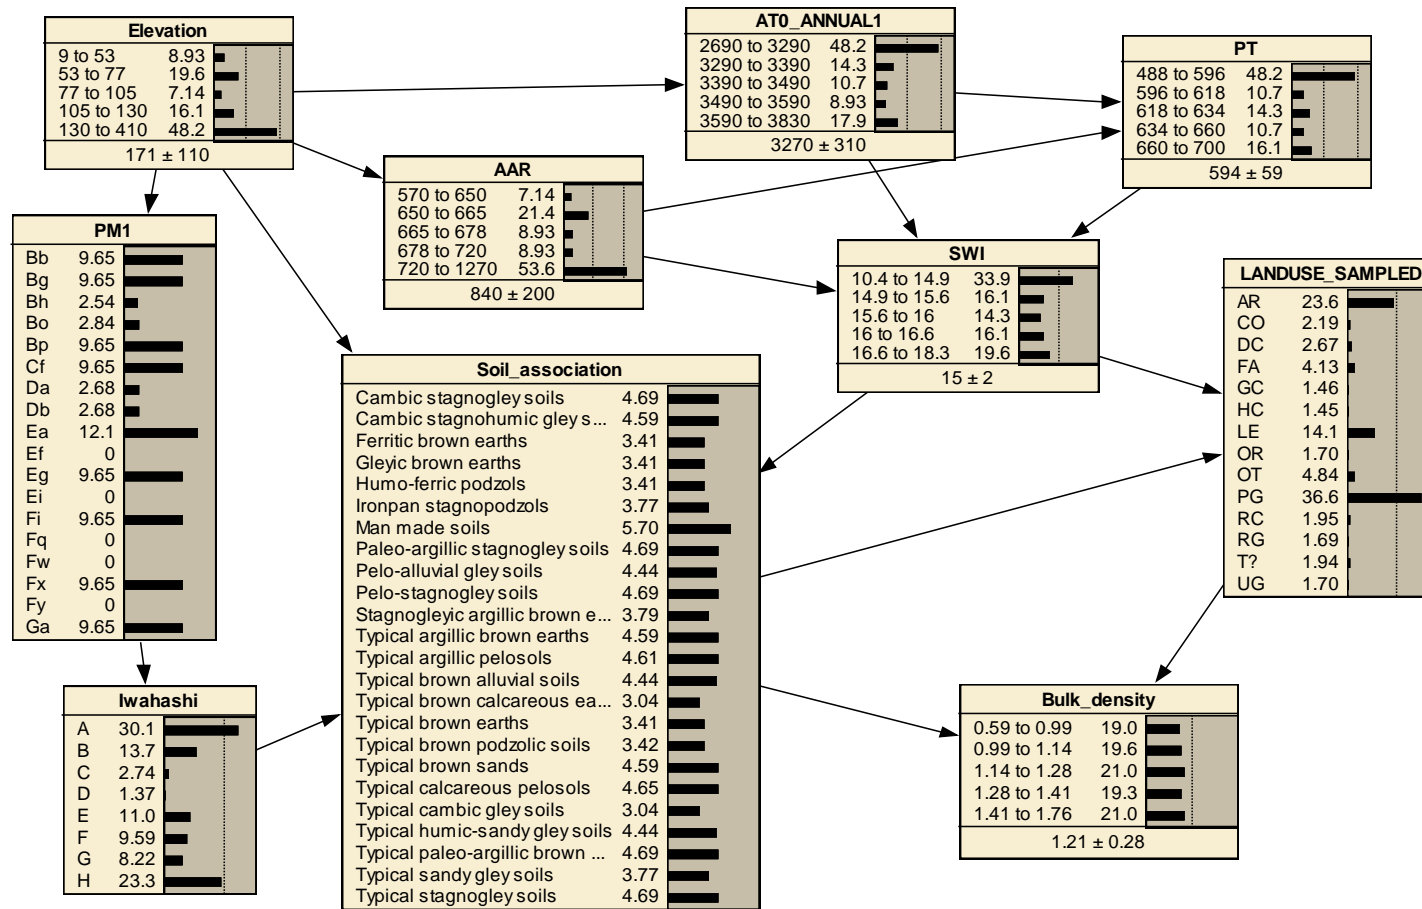 Elevation
9 to 53 8.93
53 to 77 19.6
77 to 105 7.14
105 to 130 16.1
130 to 410 48.2
171 ± 110
AT0_ANNUAL1
2690 to 3290 48.2
3290 to 3390 14.3
3390 to 3490 10.7
3490 to 3590 8.93
3590 to 3830 17.9
3270 ± 310
PT
488 to 596 48.2
596 to 618 10.7
618 to 634 14.3
634 to 660 10.7
660 to 700 16.1
594 ± 59
AAR
570 to 650 7.14
650 to 665 21.4
665 to 678 8.93
678 to 720 8.93
720 to 1270 53.6
840 ± 200
PM1
Bb 9.65
Bg 9.65
Bh 2.54
Bo 2.84
Bp 9.65
Cf 9.65
Da 2.68
Db 2.68
Ea 12.1
Ef 0
Eg 9.65
Ei 0
Fi 9.65
Fq 0
Fw 0
Fx 9.65
Fy 0
Ga 9.65
SWI
10.4 to 14.9 33.9
14.9 to 15.6 16.1
15.6 to 16 14.3
16 to 16.6 16.1
16.6 to 18.3 19.6
15 ± 2
LANDUSE_SAMPLED
AR 23.6
CO 2.19
DC 2.67
FA 4.13
GC 1.46
HC 1.45
LE 14.1
OR 1.70
OT 4.84
PG 36.6
RC 1.95
RG 1.69
T? 1.94
UG 1.70
Soil_association
Cambic stagnogley soils 4.69
Cambic stagnohumic gley s... 4.59
Ferritic brown earths 3.41
Gleyic brown earths 3.41
Humo-ferric podzols 3.41
Ironpan stagnopodzols 3.77
Man made soils 5.70
Paleo-argillic stagnogley soils 4.69
Pelo-alluvial gley soils 4.44
Pelo-stagnogley soils 4.69
Stagnogleyic argillic brown e... 3.79
Typical argillic brown earths 4.59
Typical argillic pelosols 4.61
Typical brown alluvial soils 4.44
Typical brown calcareous ea... 3.04
Typical brown earths 3.41
Typical brown podzolic soils 3.42
Typical brown sands 4.59
Typical calcareous pelosols 4.65
Typical cambic gley soils 3.04
Typical humic-sandy gley soils 4.44
Typical paleo-argillic brown ... 4.69
Typical sandy gley soils 3.77
Typical stagnogley soils 4.69
Iwahashi
A 30.1
B 13.7
C 2.74
D 1.37
E 11.0
F 9.59
G 8.22
H 23.3
Bulk_density
0.59 to 0.99 19.0
0.99 to 1.14 19.6
1.14 to 1.28 21.0
1.28 to 1.41 19.3
1.41 to 1.76 21.0
1.21 ± 0.28